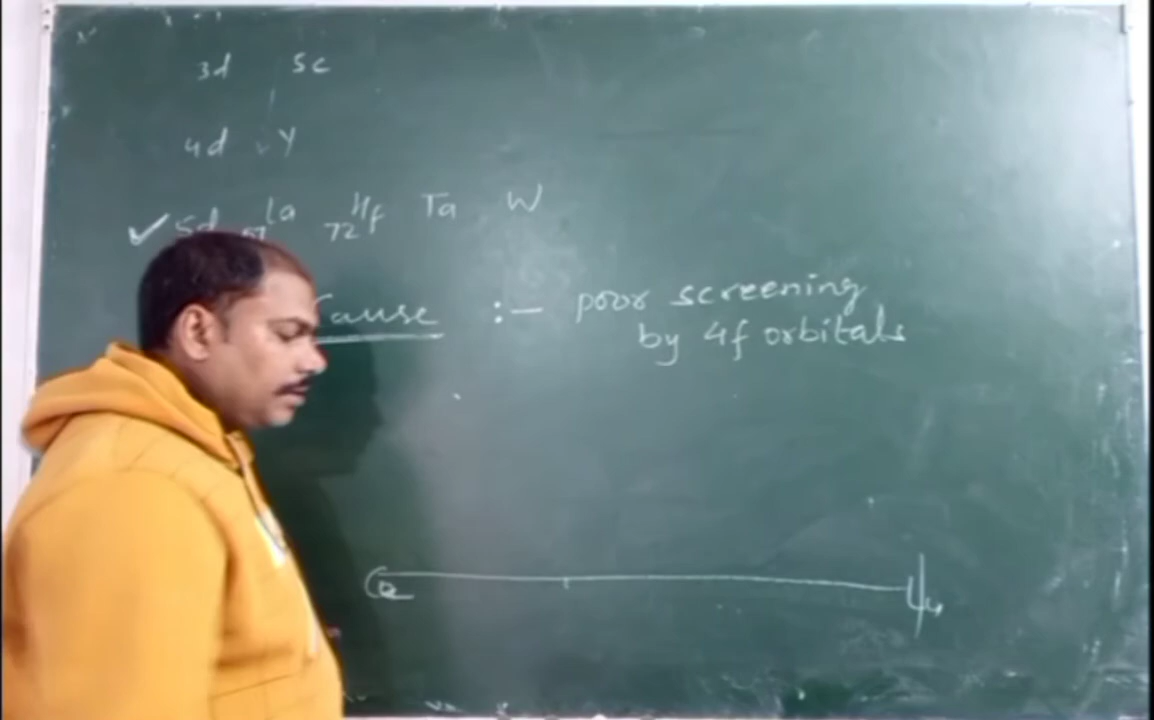 3d Sc
4d Y
✓ 5d La 72Hf Ta W
Cause :- poor screening
by 4f orbitals
Ce Lu